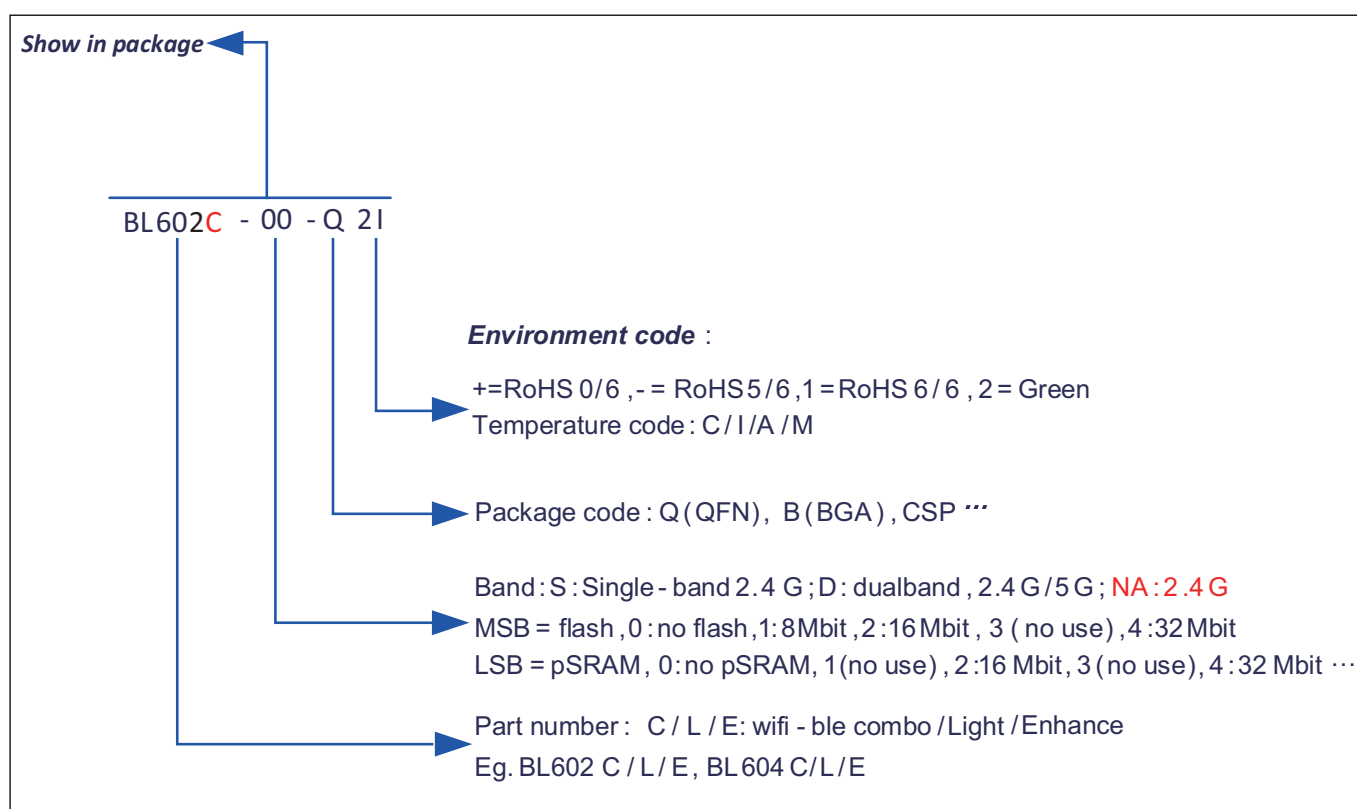 Show in package
BL602C - 00 - Q 2I
Environment code :
+=RoHS 0/6 ,- = RoHS 5/6 ,1 =RoHS 6/6 , 2 = Green
Temperature code : C / I /A /M
Package code : Q (QFN), B (BGA) , CSP ···
Band : S : Single - band 2.4 G ; D : dualband , 2.4 G/5 G ; NA : 2.4 G
MSB = flash ,0 : no flash ,1: 8Mbit , 2 :16 Mbit , 3 ( no use) ,4 :32 Mbit
LSB = pSRAM, 0: no pSRAM, 1(no use) , 2 :16 Mbit, 3 (no use), 4 : 32 Mbit ···
Part number : C / L / E: wifi - ble combo /Light /Enhance
Eg. BL602 C / L / E , BL604 C/L/E